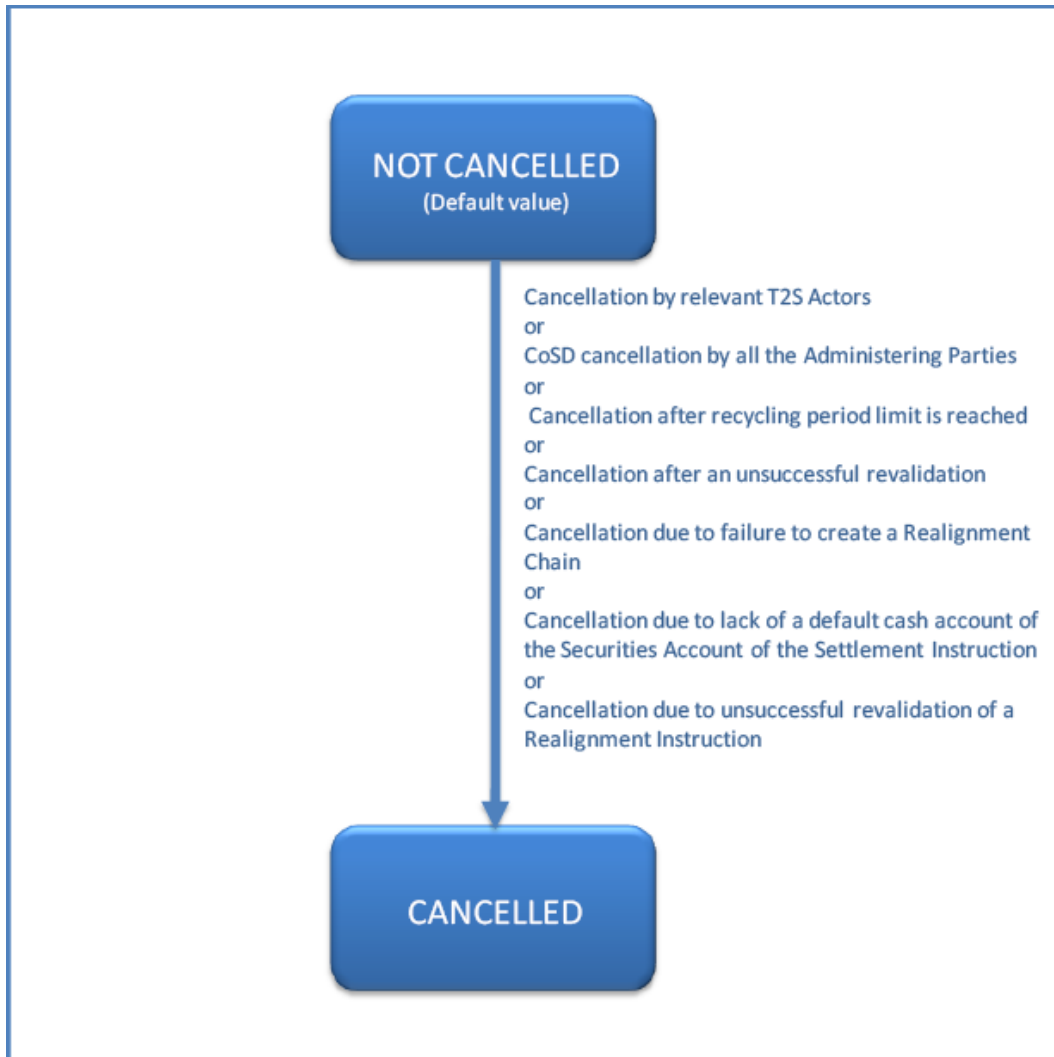 NOT CANCELLED
(Default value)
Cancellation by relevant T2S Actors
or
CoSD cancellation by all the Administering Parties
or
Cancellation after recycling period limit is reached
or
Cancellation after an unsuccessful revalidation
or
Cancellation due to failure to create a Realignment
Chain
or
Cancellation due to lack of a default cash account of
the Securities Account of the Settlement Instruction
or
Cancellation due to unsuccessful revalidation of a
Realignment Instruction
CANCELLED